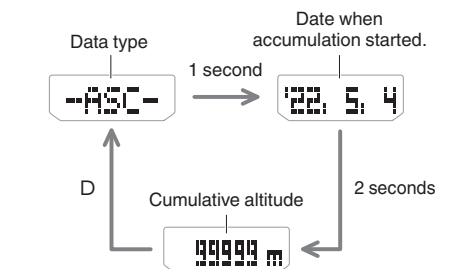 Date when
accumulation started.
Data type
1 second
-ASC-
'22. 5. 4
D
2 seconds
Cumulative altitude
99999 m